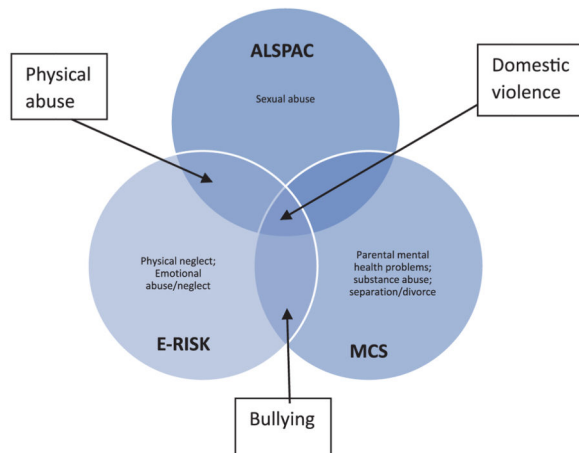 ALSPAC
Sexual abuse
Physical
abuse
Domestic
violence
Physical neglect;
Emotional
abuse/neglect
E-RISK
Parental mental
health problems;
substance abuse;
separation/divorce
MCS
Bullying